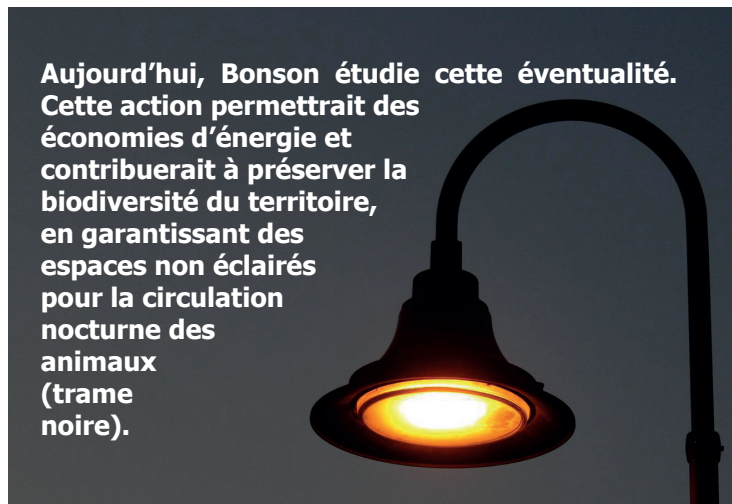 Aujourd’hui, Bonson étudie cette éventualité.
Cette action permettrait des
économies d’énergie et
contribuerait à préserver la
biodiversité du territoire,
en garantissant des
espaces non éclairés
pour la circulation
nocturne des
animaux
(trame
noire).